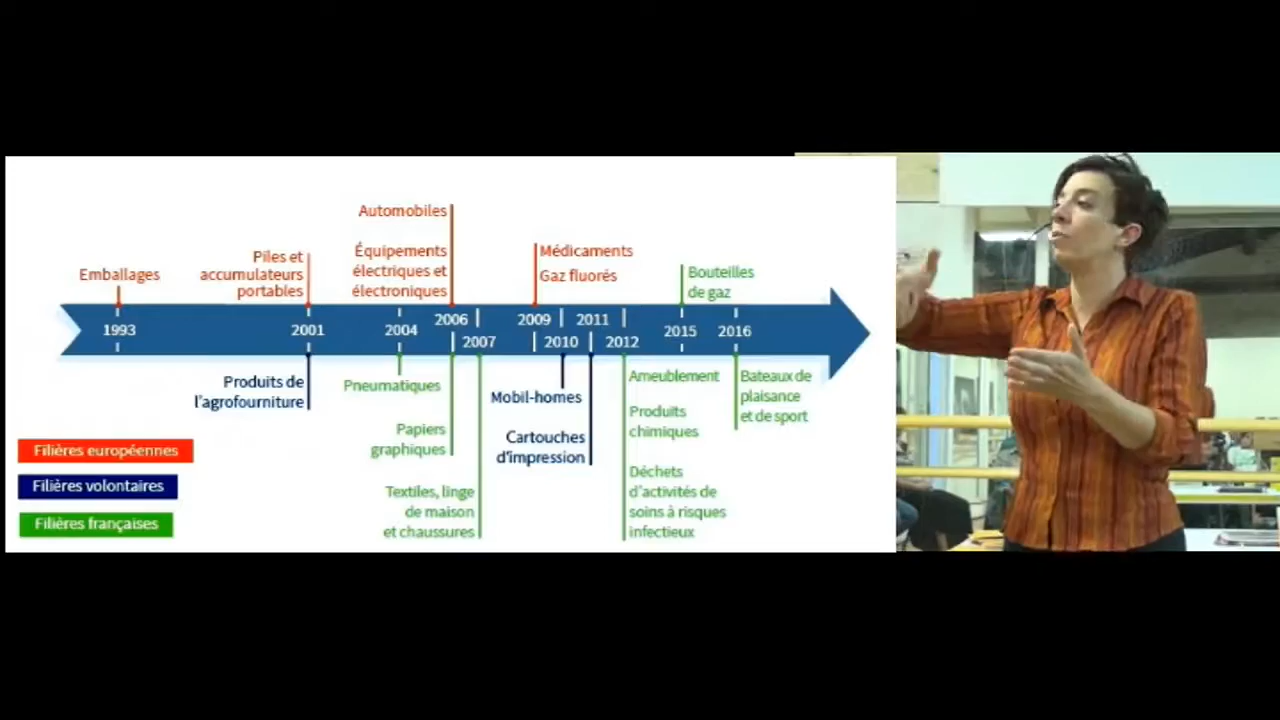 Automobiles
Piles et
accumulateurs
portables
Équipements
électriques et
électroniques
Médicaments
Gaz fluorés
Emballages
Bouteilles
de gaz
1993
2001
2004
2006
2007
2009
2010
2011
2012
2015
2016
Produits de
l'agrofourniture
Pneumatiques
Papiers
graphiques
Textiles, linge
de maison
et chaussures
Mobil-homes
Cartouches
d'impression
Ameublement
Produits
chimiques
Déchets
d'activités de
soins à risques
infectieux
Bateaux de
plaisance
et de sport
Filières européennes
Filières volontaires
Filières françaises